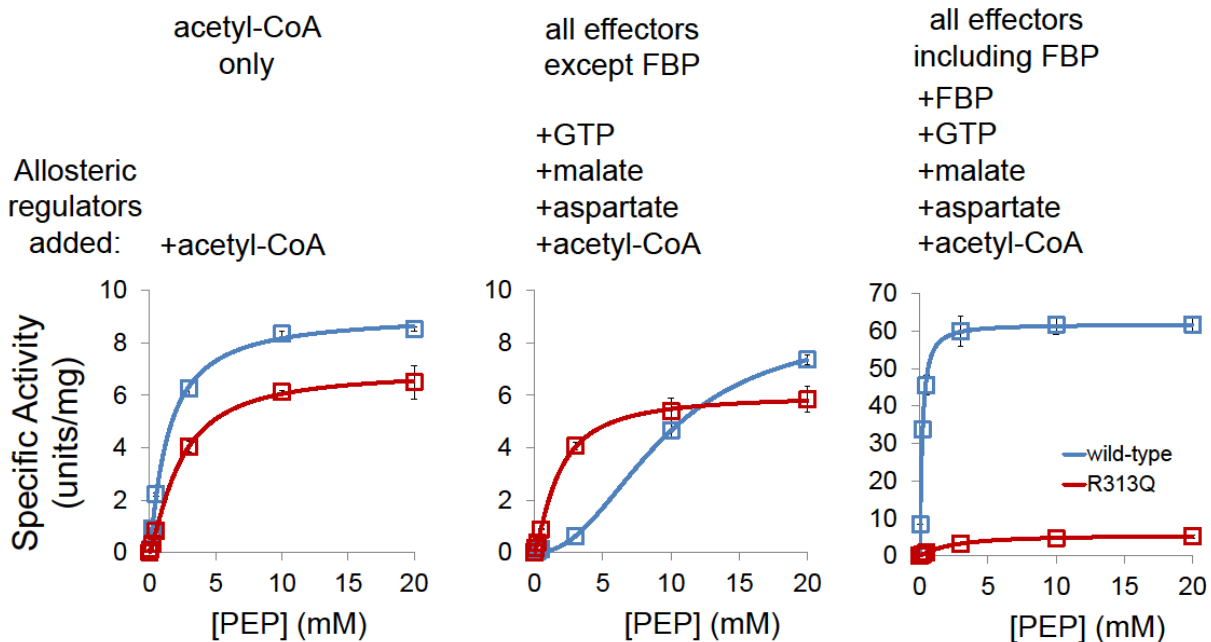 acetyl-CoA
only
all effectors
except FBP
all effectors
including FBP
Allosteric
regulators
added:
+acetyl-CoA
+GTP
+malate
+aspartate
+acetyl-CoA
+FBP
+GTP
+malate
+aspartate
+acetyl-CoA
Specific Activity
(units/mg)
10
8
6
4
2
0
0 5 10 15 20
[PEP] (mM)
10
8
6
4
2
0
0 5 10 15 20
[PEP] (mM)
70
60
50
40
30
20
10
0
0 5 10 15 20
[PEP] (mM)
wild-type
R313Q